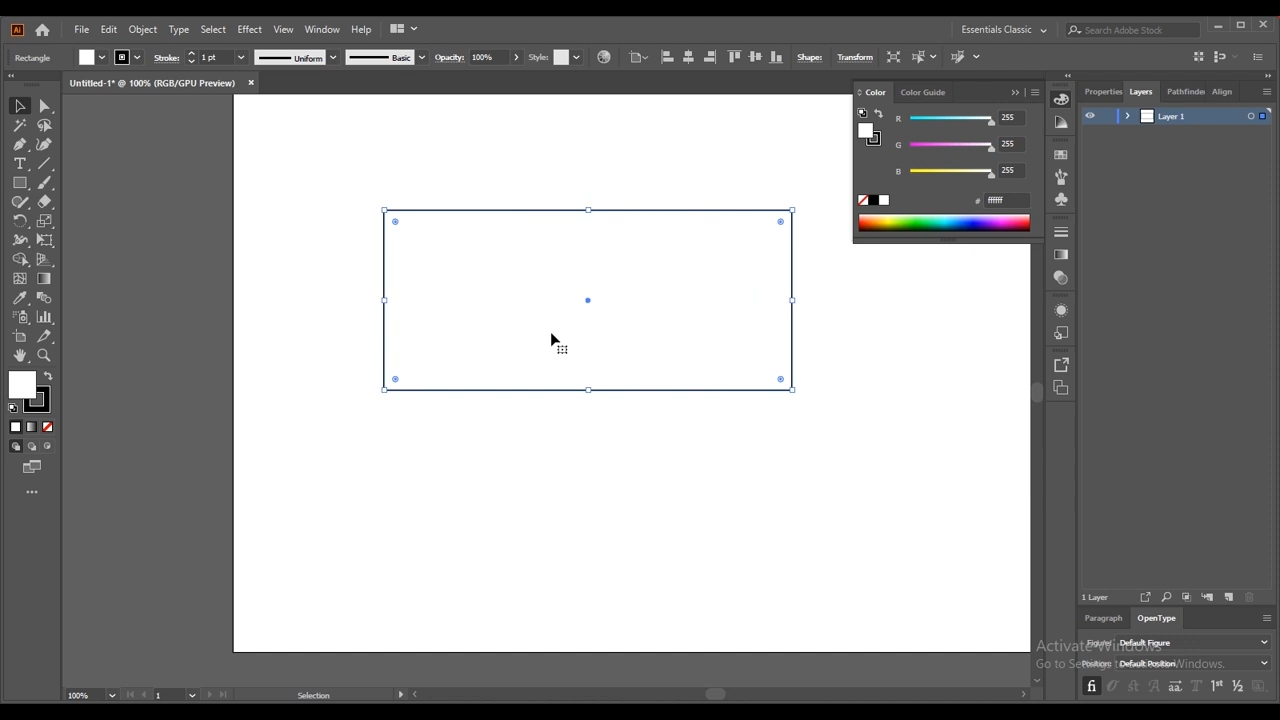 Ai File Edit Object Type Select Effect View Window Help Essentials Classic Search Adobe Stock
Rectangle Stroke: 1 pt Uniform Basic Opacity: 100% Style: Shape: Transform
Untitled-1* @ 100% (RGB/GPU Preview) ×
Color Color Guide
R 255
G 255
B 255
# ffffff
Properties Layers Pathfinder Align
Layer 1
1 Layer
Paragraph OpenType
Figure: Default Figure
Position: Default Position
Activate Windows
Go to Settings to activate Windows.
100% 1 Selection